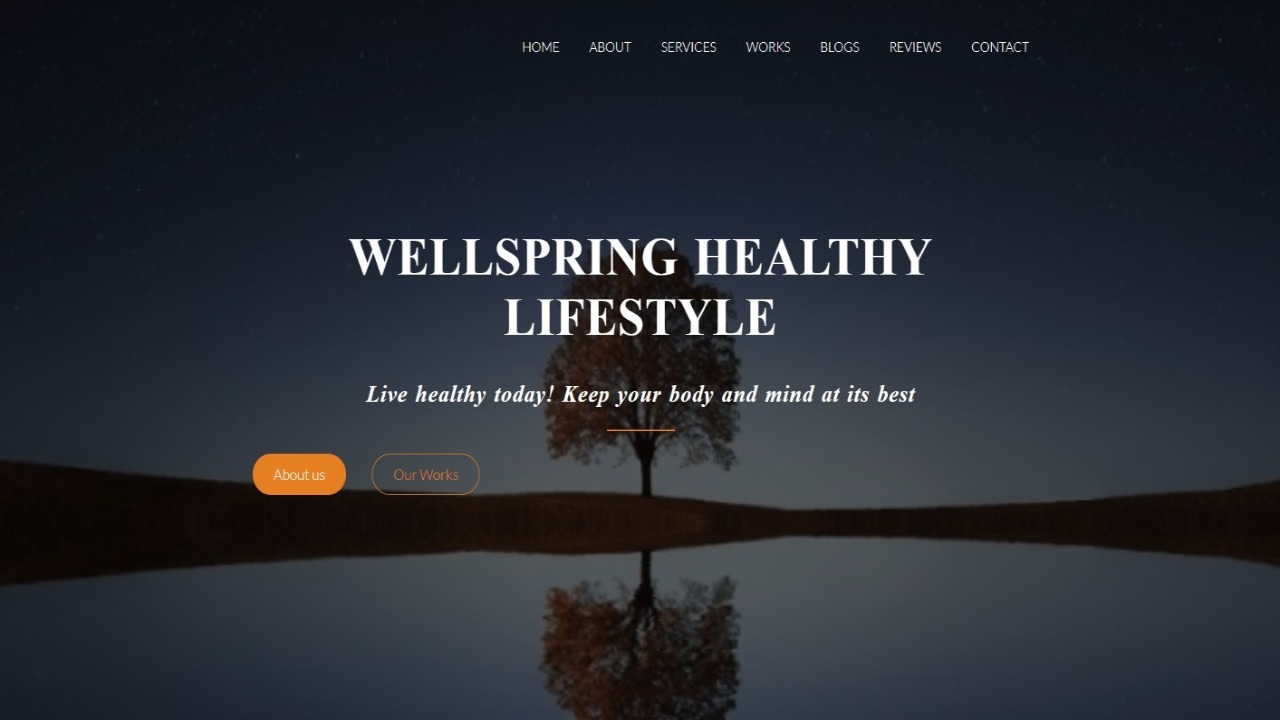 HOME ABOUT SERVICES WORKS BLOGS REVIEWS CONTACT
WELLSPRING HEALTHY
LIFESTYLE
Live healthy today! Keep your body and mind at its best
About us Our Works